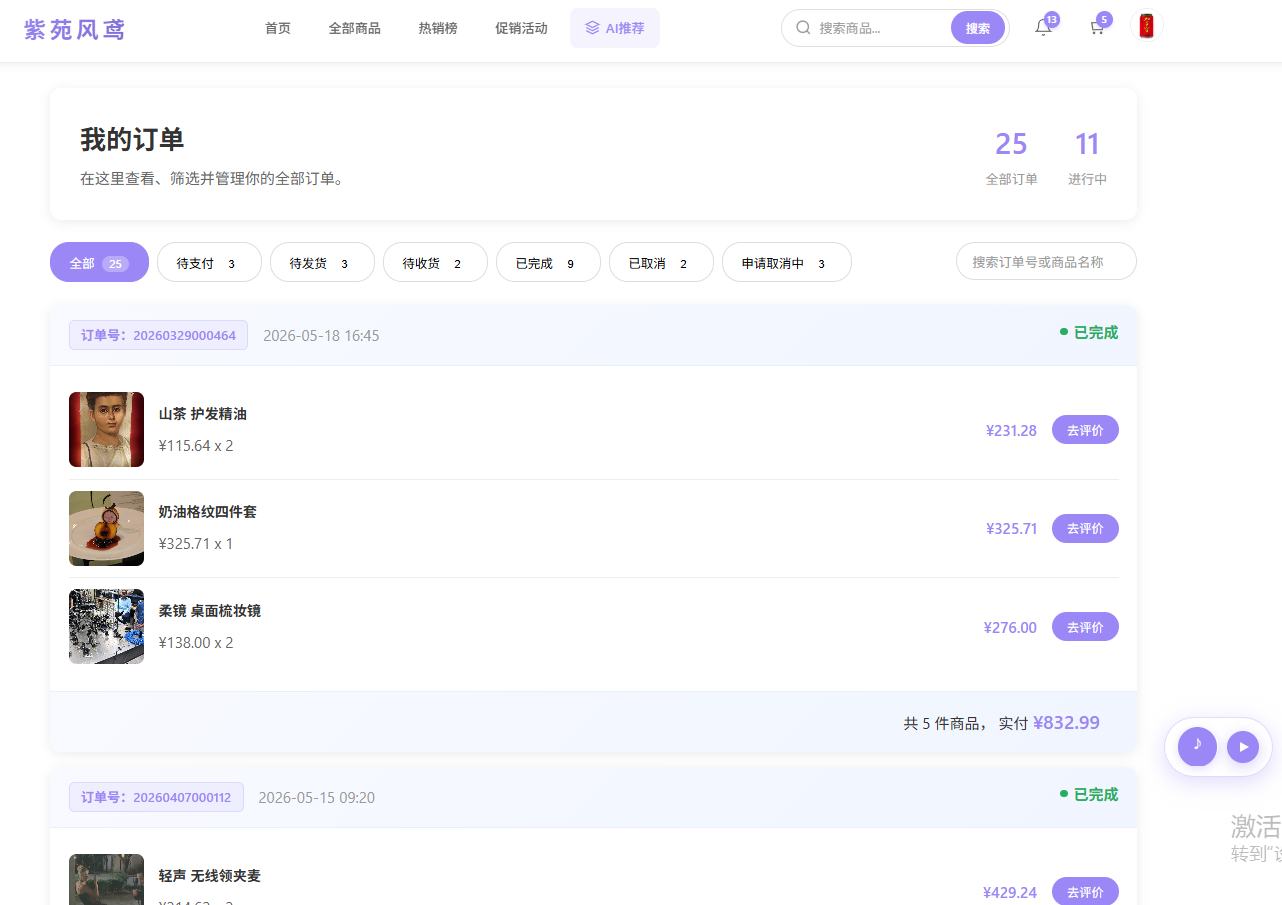 紫苑风鸢
首页 全部商品 热销榜 促销活动 AI推荐 搜索商品... 搜索 13 5
我的订单
在这里查看、筛选并管理你的全部订单。
25 11
全部订单 进行中
全部 25 待支付 3 待发货 3 待收货 2 已完成 9 已取消 2 申请取消中 3 搜索订单号或商品名称
订单号：20260329000464 2026-05-18 16:45 已完成
山茶 护发精油
¥115.64 x 2
¥231.28 去评价
奶油格纹四件套
¥325.71 x 1
¥325.71 去评价
柔镜 桌面梳妆镜
¥138.00 x 2
¥276.00 去评价
共 5 件商品， 实付 ¥832.99
订单号：20260407000112 2026-05-15 09:20 已完成
轻声 无线领夹麦
¥429.24 去评价
激活
转到"